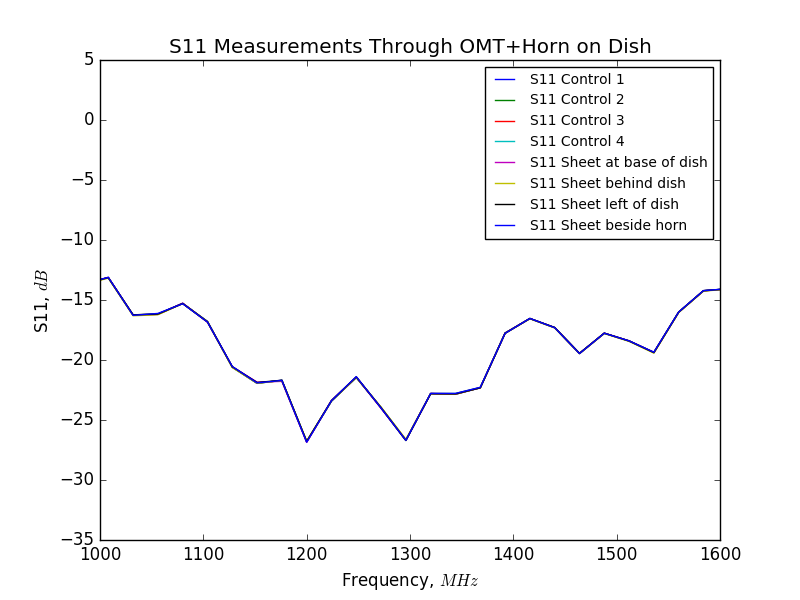 S11 Measurements Through OMT+Horn on Dish
S11 Control 1
S11 Control 2
S11 Control 3
S11 Control 4
S11 Sheet at base of dish
S11 Sheet behind dish
S11 Sheet left of dish
S11 Sheet beside horn
5
0
−5
−10
−15
−20
−25
−30
−35
S11, dB
1000 1100 1200 1300 1400 1500 1600
Frequency, MHz